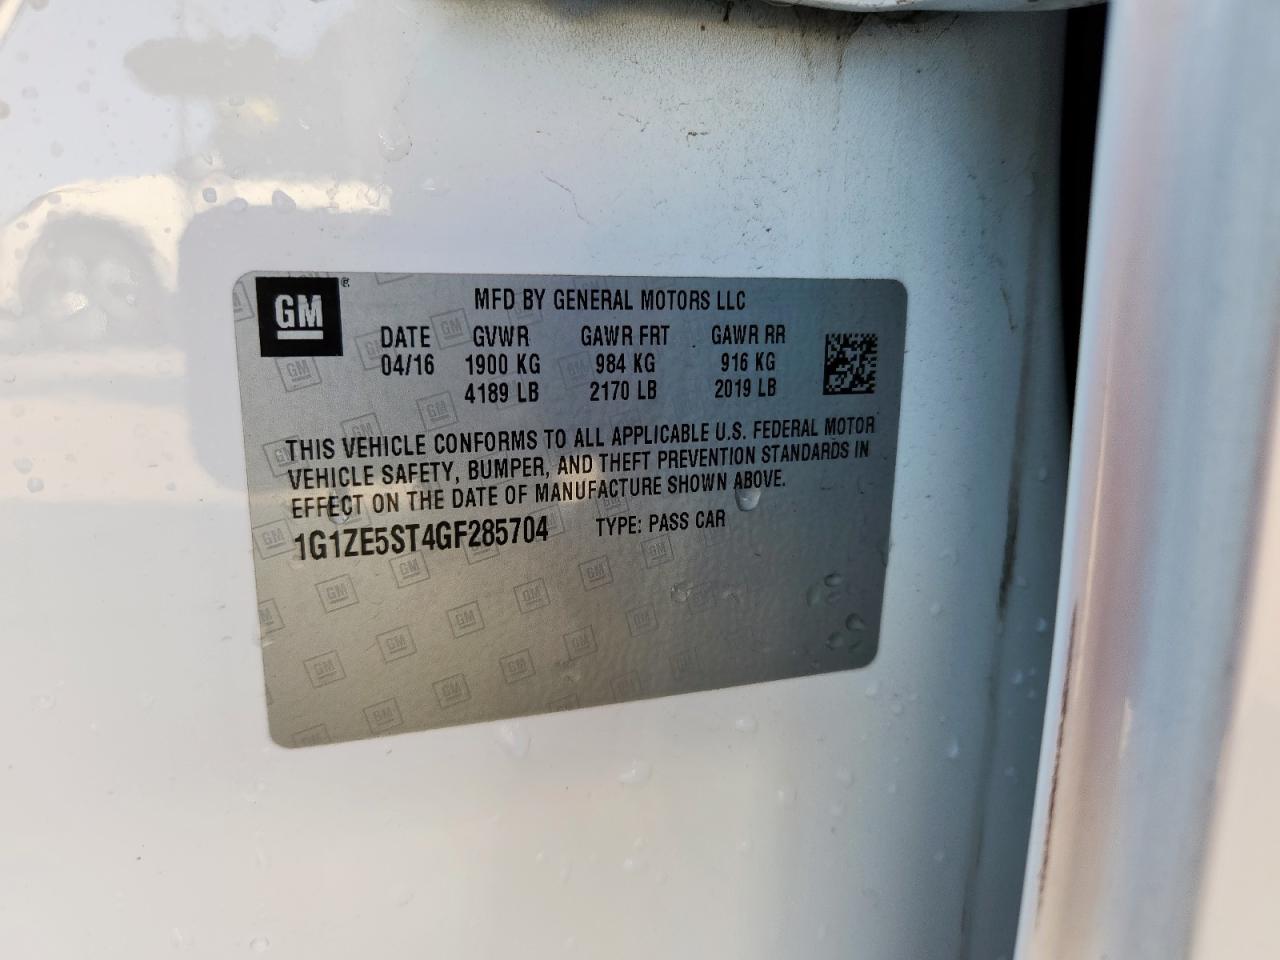 GM
MFD BY GENERAL MOTORS LLC
DATE GVWR GAWR FRT GAWR RR
04/16 1900 KG 984 KG 916 KG
4189 LB 2170 LB 2019 LB
THIS VEHICLE CONFORMS TO ALL APPLICABLE U.S. FEDERAL MOTOR
VEHICLE SAFETY, BUMPER, AND THEFT PREVENTION STANDARDS IN
EFFECT ON THE DATE OF MANUFACTURE SHOWN ABOVE.
1G1ZE5ST4GF285704 TYPE: PASS CAR